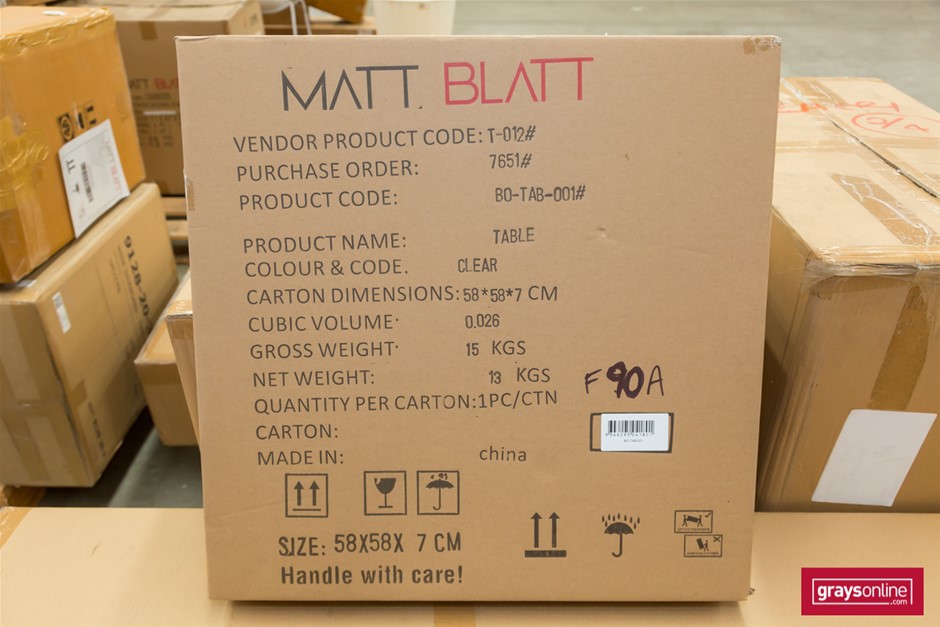 MATT BLATT
VENDOR PRODUCT CODE: T-012#
PURCHASE ORDER: 7651#
PRODUCT CODE: BO-TAB-001#
PRODUCT NAME: TABLE
COLOUR & CODE. CLEAR
CARTON DIMENSIONS: 58*58*7 CM
CUBIC VOLUME· 0.026
GROSS WEIGHT· 15 KGS
NET WEIGHT: 13 KGS
QUANTITY PER CARTON:1PC/CTN
CARTON:
MADE IN: china
F90A
SIZE: 58X58X 7 CM
Handle with care!
9128-20
graysonline
.com